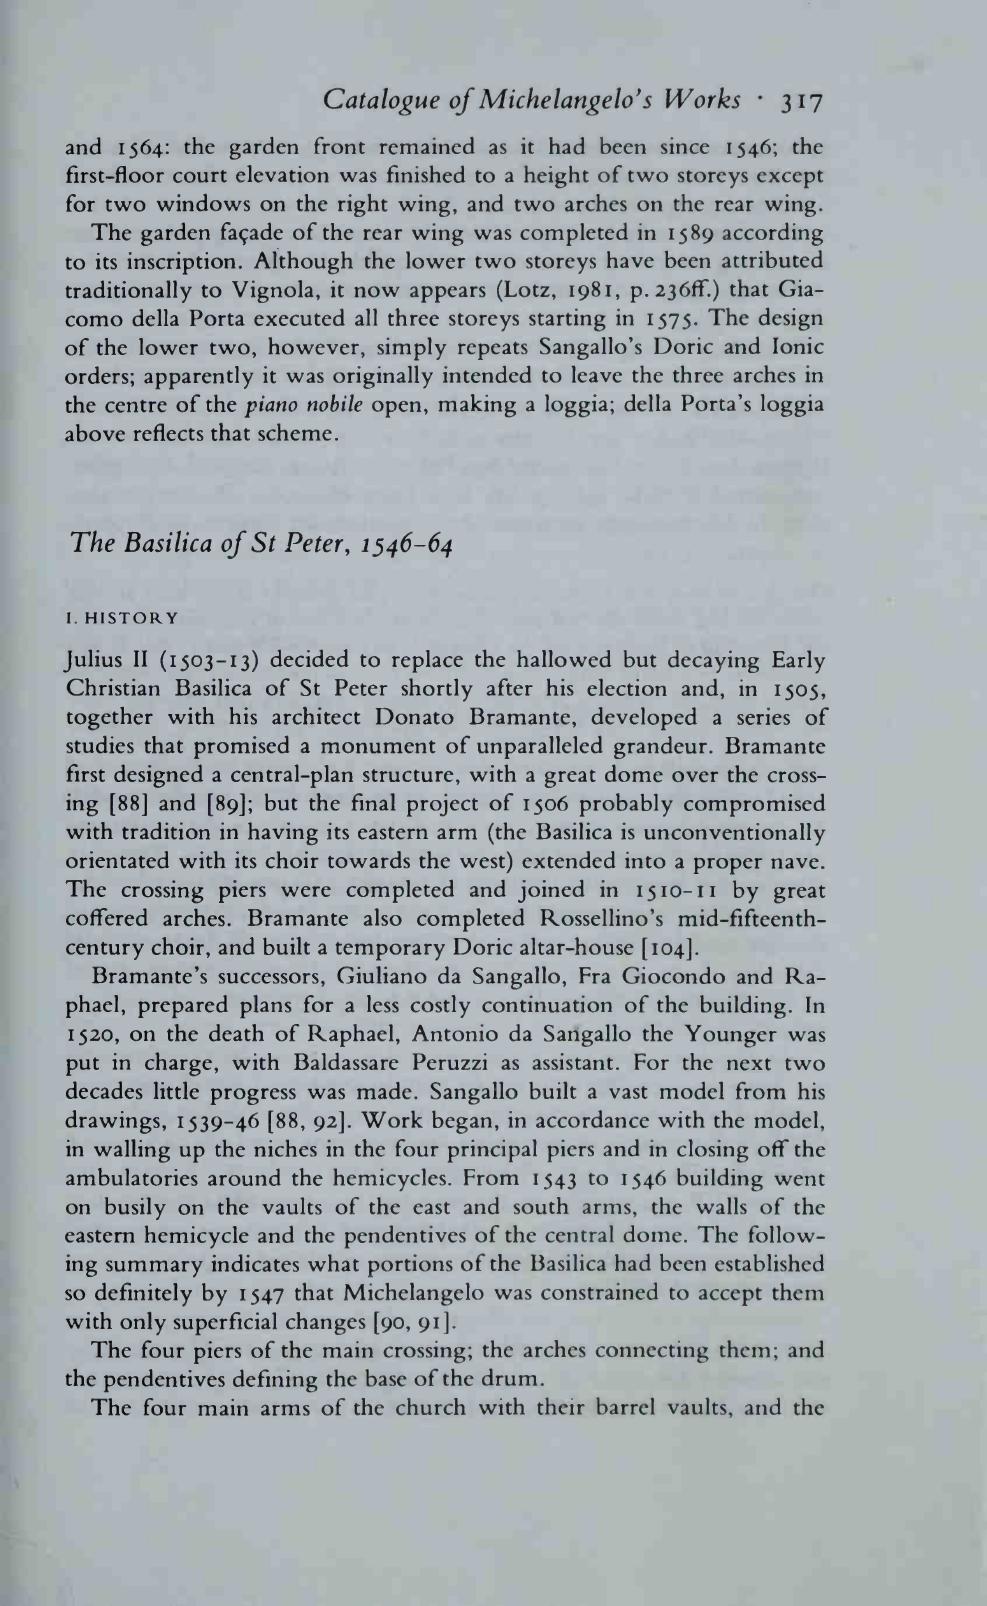 Catalogue of Michelangelo's Works · 317
and 1564: the garden front remained as it had been since 1546; the
first-floor court elevation was finished to a height of two storeys except
for two windows on the right wing, and two arches on the rear wing.
The garden façade of the rear wing was completed in 1589 according
to its inscription. Although the lower two storeys have been attributed
traditionally to Vignola, it now appears (Lotz, 1981, p. 236ff.) that Gia-
como della Porta executed all three storeys starting in 1575. The design
of the lower two, however, simply repeats Sangallo's Doric and Ionic
orders; apparently it was originally intended to leave the three arches in
the centre of the piano nobile open, making a loggia; della Porta's loggia
above reflects that scheme.
The Basilica of St Peter, 1546–64
I. HISTORY
Julius II (1503–13) decided to replace the hallowed but decaying Early
Christian Basilica of St Peter shortly after his election and, in 1505,
together with his architect Donato Bramante, developed a series of
studies that promised a monument of unparalleled grandeur. Bramante
first designed a central-plan structure, with a great dome over the cross-
ing [88] and [89]; but the final project of 1506 probably compromised
with tradition in having its eastern arm (the Basilica is unconventionally
orientated with its choir towards the west) extended into a proper nave.
The crossing piers were completed and joined in 1510–11 by great
coffered arches. Bramante also completed Rossellino's mid-fifteenth-
century choir, and built a temporary Doric altar-house [104].
Bramante's successors, Giuliano da Sangallo, Fra Giocondo and Ra-
phael, prepared plans for a less costly continuation of the building. In
1520, on the death of Raphael, Antonio da Sangallo the Younger was
put in charge, with Baldassare Peruzzi as assistant. For the next two
decades little progress was made. Sangallo built a vast model from his
drawings, 1539–46 [88, 92]. Work began, in accordance with the model,
in walling up the niches in the four principal piers and in closing off the
ambulatories around the hemicycles. From 1543 to 1546 building went
on busily on the vaults of the east and south arms, the walls of the
eastern hemicycle and the pendentives of the central dome. The follow-
ing summary indicates what portions of the Basilica had been established
so definitely by 1547 that Michelangelo was constrained to accept them
with only superficial changes [90, 91].
The four piers of the main crossing; the arches connecting them; and
the pendentives defining the base of the drum.
The four main arms of the church with their barrel vaults, and the